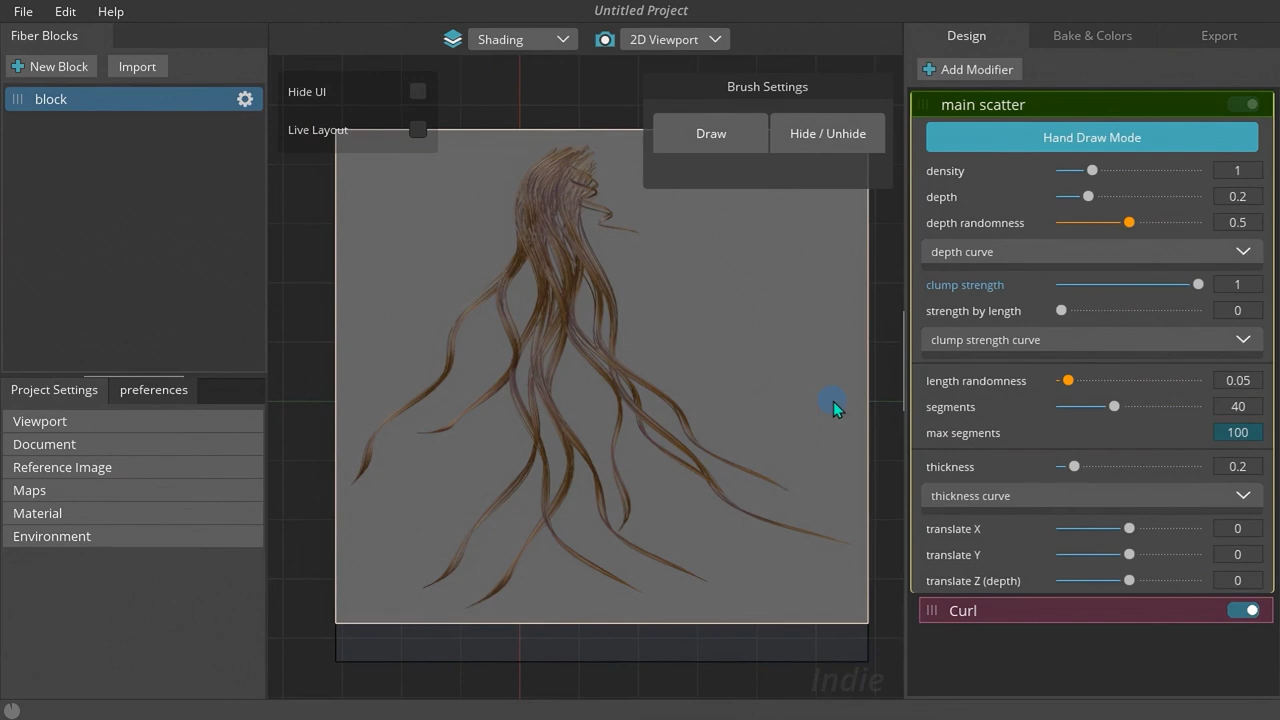 File Edit Help
Untitled Project
Fiber Blocks
New Block Import
block
Shading
2D Viewport
Hide UI
Live Layout
Brush Settings
Draw Hide / Unhide
Project Settings preferences
Viewport
Document
Reference Image
Maps
Material
Environment
Indie
Design Bake & Colors Export
Add Modifier
main scatter
Hand Draw Mode
density 1
depth 0.2
depth randomness 0.5
depth curve
clump strength 1
strength by length 0
clump strength curve
length randomness 0.05
segments 40
max segments 100
thickness 0.2
thickness curve
translate X 0
translate Y 0
translate Z (depth) 0
Curl